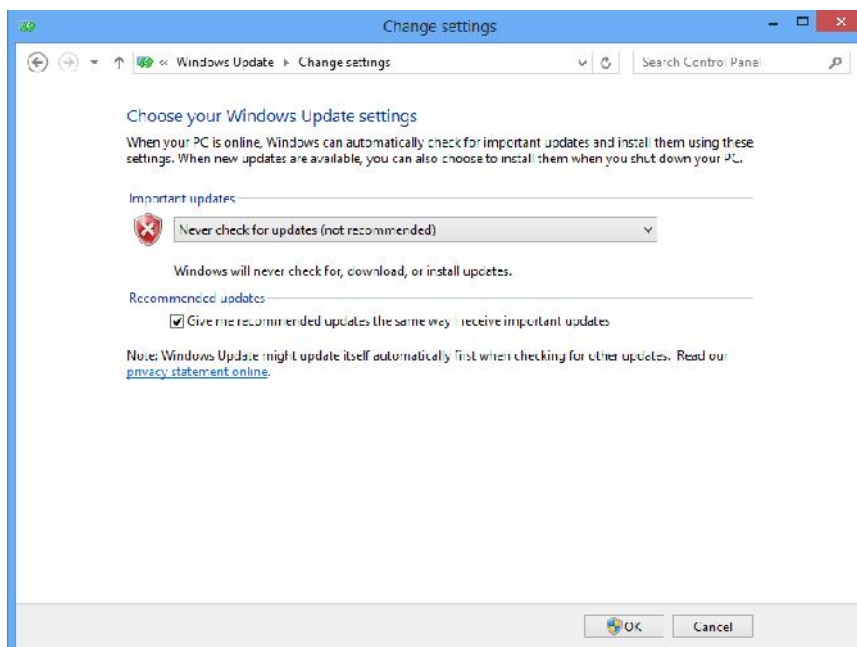 Change settings
« Windows Update ▸ Change settings
Search Control Panel
Choose your Windows Update settings
When your PC is online, Windows can automatically check for important updates and install them using these
settings. When new updates are available, you can also choose to install them when you shut down your PC.
Important updates
Never check for updates (not recommended)
Windows will never check for, download, or install updates.
Recommended updates
Give me recommended updates the same way I receive important updates
Note: Windows Update might update itself automatically first when checking for other updates. Read our
privacy statement online.
OK
Cancel